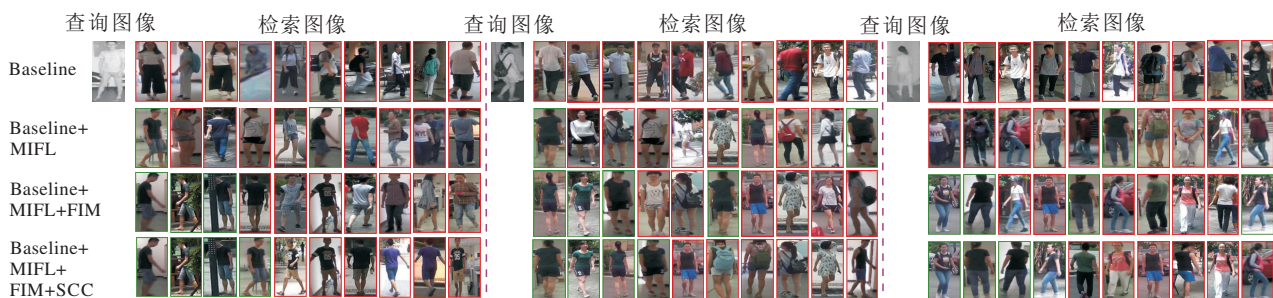 查询图像 检索图像 查询图像 检索图像 查询图像 检索图像
Baseline
Baseline+
MIFL
Baseline+
MIFL+FIM
Baseline+
MIFL+
FIM+SCC